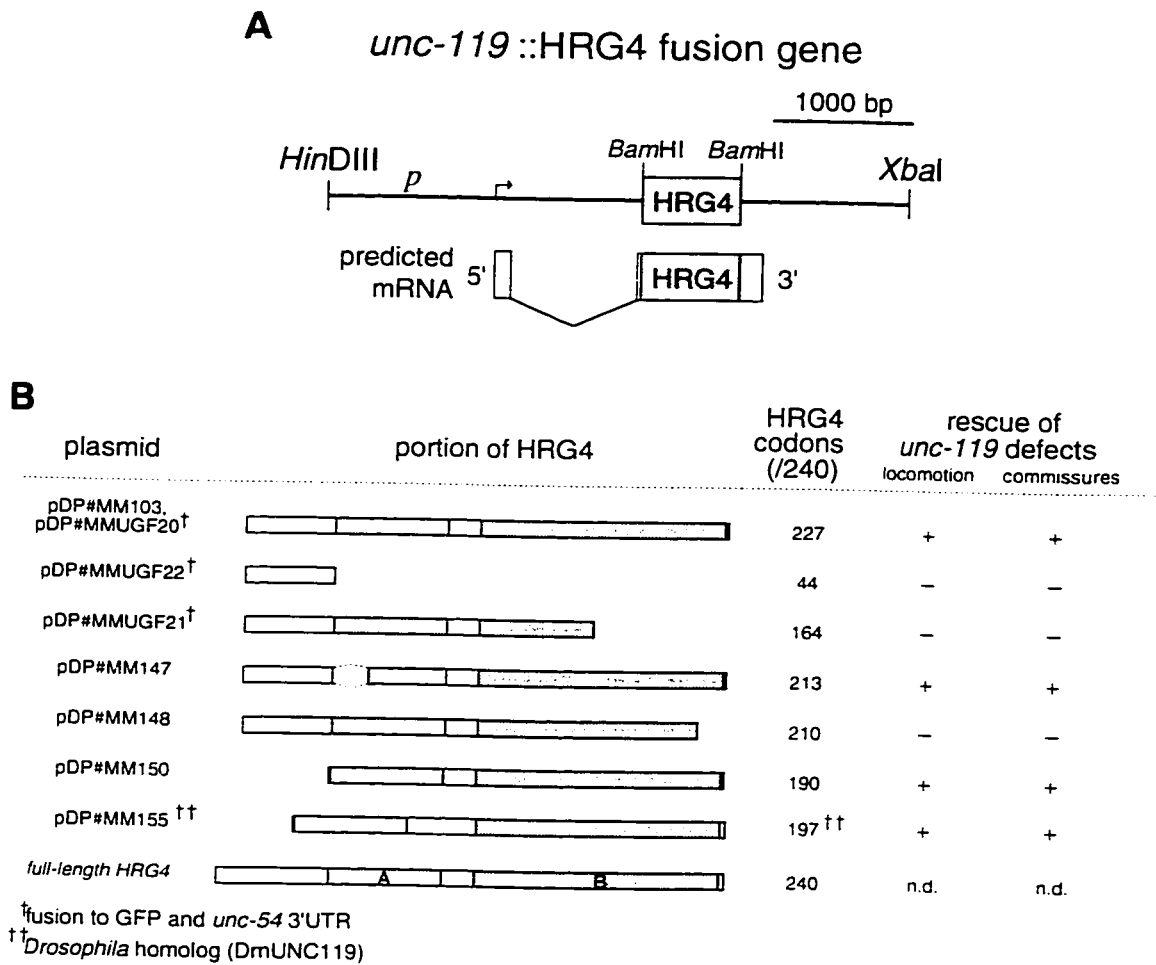 A
unc-119 ::HRG4 fusion gene
1000 bp
HinDIII
p
BamHI BamHI
XbaI
HRG4
predicted
mRNA
5'
HRG4
3'
B
plasmid
portion of HRG4
HRG4
codons
(/240)
rescue of
unc-119 defects
locomotion commissures
pDP#MM103,
pDP#MMUGF20†
227 + +
pDP#MMUGF22† 44 − −
pDP#MMUGF21† 164 − −
pDP#MM147 213 + +
pDP#MM148 210 − −
pDP#MM150 190 + +
pDP#MM155 †† 197 †† + +
full-length HRG4 A B 240 n.d. n.d.
†fusion to GFP and unc-54 3'UTR
††Drosophila homolog (DmUNC119)